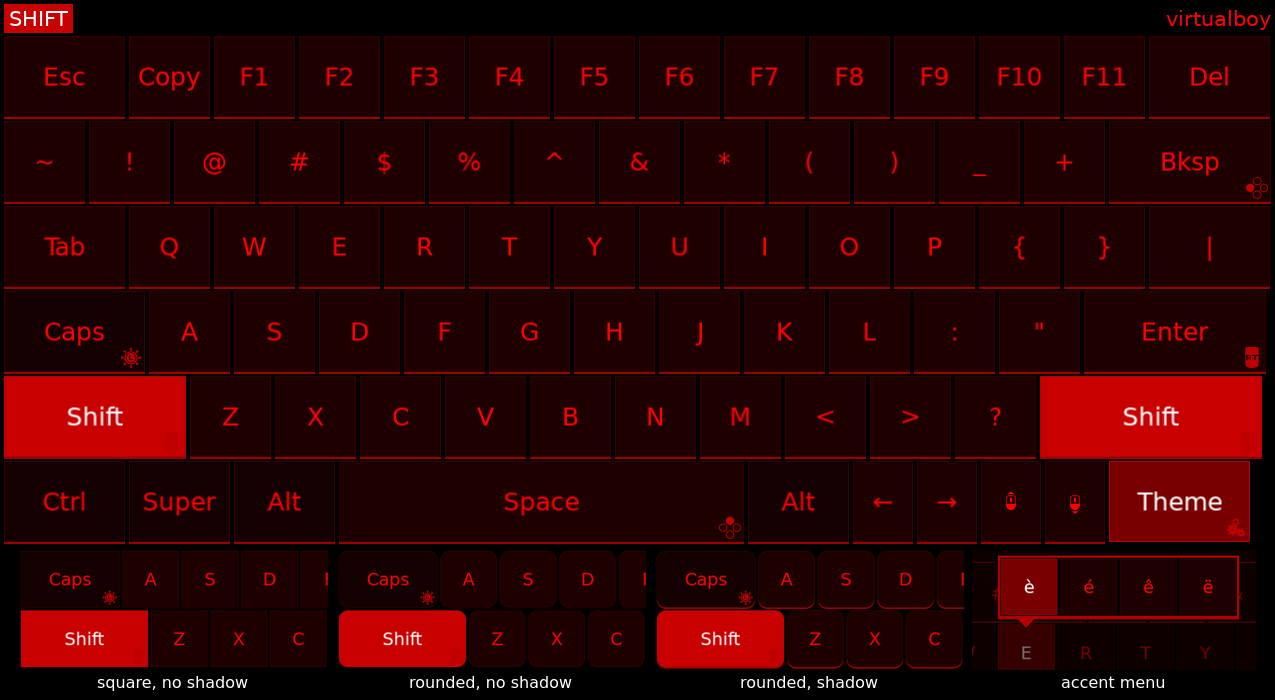 SHIFT virtualboy
Esc Copy F1 F2 F3 F4 F5 F6 F7 F8 F9 F10 F11 Del
~ ! @ # $ % ^ & * ( ) _ + Bksp
Tab Q W E R T Y U I O P { } |
Caps A S D F G H J K L : " Enter
Shift Z X C V B N M < > ? Shift
Ctrl Super Alt Space Alt ← → Theme
Caps A S D Caps A S D Caps A S D è é ê ë
Shift Z X C Shift Z X C Shift Z X C E R T Y
square, no shadow rounded, no shadow rounded, shadow accent menu